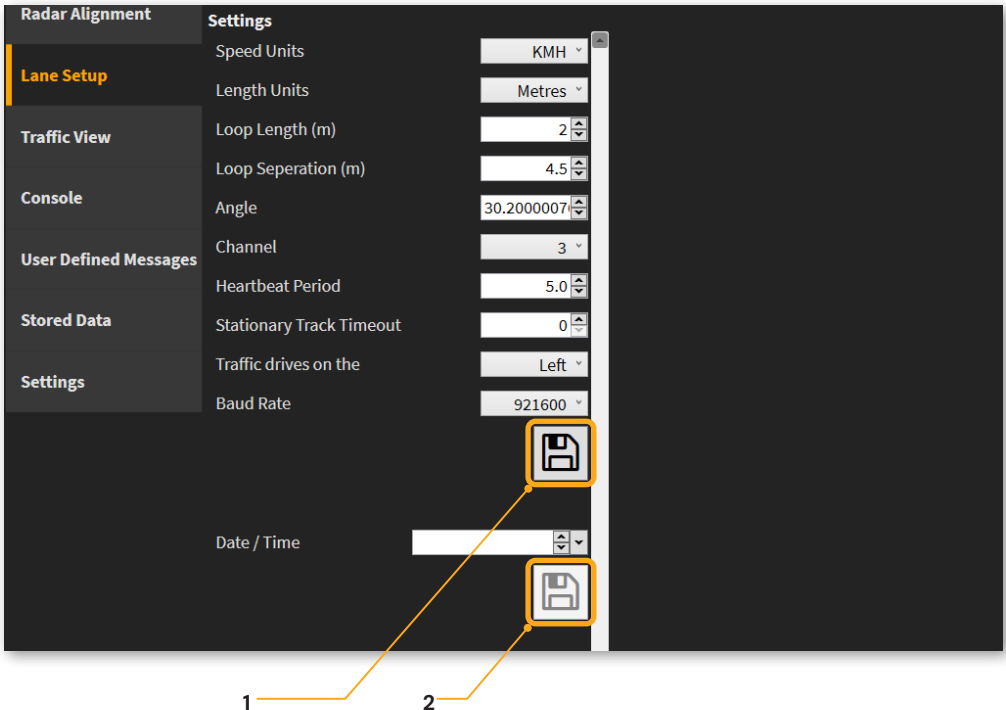 Radar Alignment
Lane Setup
Traffic View
Console
User Defined Messages
Stored Data
Settings
Settings
Speed Units KMH
Length Units Metres
Loop Length (m) 2
Loop Seperation (m) 4.5
Angle 30.2000007
Channel 3
Heartbeat Period 5.0
Stationary Track Timeout 0
Traffic drives on the Left
Baud Rate 921600
Date / Time
1 2